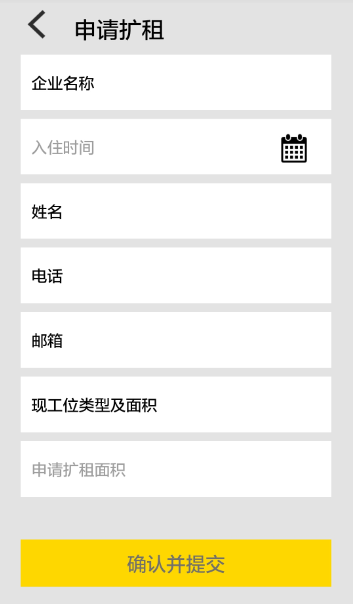 申请扩租
企业名称
入住时间
姓名
电话
邮箱
现工位类型及面积
申请扩租面积
确认并提交